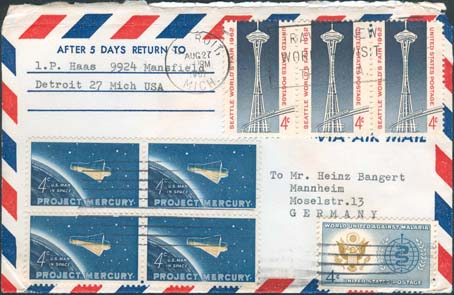 AFTER 5 DAYS RETURN TO
l.P. Haas 9924 Mansfield
Detroit 27 Mich USA
AUG 27
MICH.
SEATTLE WORLD'S FAIR 1962
UNITED STATES POSTAGE
4¢
SEATTLE WORLD'S FAIR 1962
UNITED STATES POSTAGE
4¢
SEATTLE WORLD'S FAIR 1962
UNITED STATES POSTAGE
4¢
VIA AIR MAIL
4¢
U.S. MAN
IN SPACE
PROJECT MERCURY
4¢
U.S. MAN
IN SPACE
PROJECT MERCURY
4¢
U.S. MAN
IN SPACE
PROJECT MERCURY
4¢
U.S. MAN
IN SPACE
PROJECT MERCURY
To Mr. Heinz Bangert
Mannheim
Moselstr.13
GERMANY
WORLD UNITED AGAINST MALARIA
4¢
UNITED STATES POSTAGE